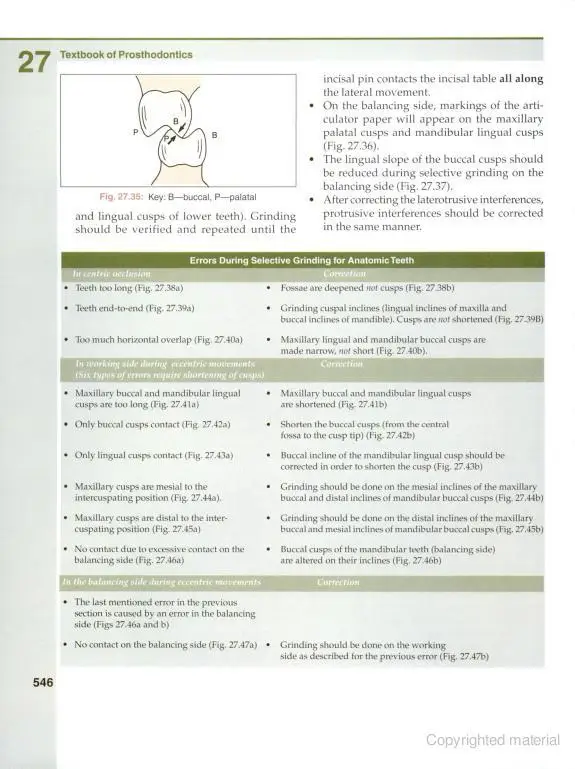 27
Textbook of Prosthodontics
B
P
P
B
Fig. 27.35: Key: B—buccal, P—palatal
and lingual cusps of lower teeth). Grinding
should be verified and repeated until the
incisal pin contacts the incisal table all along
the lateral movement.
• On the balancing side, markings of the arti-
culator paper will appear on the maxillary
palatal cusps and mandibular lingual cusps
(Fig. 27.36).
• The lingual slope of the buccal cusps should
be reduced during selective grinding on the
balancing side (Fig. 27.37).
• After correcting the laterotrusive interferences,
protrusive interferences should be corrected
in the same manner.
Errors During Selective Grinding for Anatomic Teeth
In centric occlusion
Correction
• Teeth too long (Fig. 27.38a)
• Fossae are deepened not cusps (Fig. 27.38b)
• Teeth end-to-end (Fig. 27.39a)
• Grinding cuspal inclines (lingual inclines of maxilla and
buccal inclines of mandible). Cusps are not shortened (Fig. 27.39B)
• Too much horizontal overlap (Fig. 27.40a)
• Maxillary lingual and mandibular buccal cusps are
made narrow, not short (Fig. 27.40b).
In working side during eccentric movements
(Six types of errors require shortening of cusps)
Correction
• Maxillary buccal and mandibular lingual
cusps are too long (Fig. 27.41a)
• Maxillary buccal and mandibular lingual cusps
are shortened (Fig. 27.41b)
• Only buccal cusps contact (Fig. 27.42a)
• Shorten the buccal cusps (from the central
fossa to the cusp tip) (Fig. 27.42b)
• Only lingual cusps contact (Fig. 27.43a)
• Buccal incline of the mandibular lingual cusp should be
corrected in order to shorten the cusp (Fig. 27.43b)
• Maxillary cusps are mesial to the
intercuspating position (Fig. 27.44a).
• Grinding should be done on the mesial inclines of the maxillary
buccal and distal inclines of mandibular buccal cusps (Fig. 27.44b)
• Maxillary cusps are distal to the inter-
cuspating position (Fig. 27.45a)
• Grinding should be done on the distal inclines of the maxillary
buccal and mesial inclines of mandibular buccal cusps (Fig. 27.45b)
• No contact due to excessive contact on the
balancing side (Fig. 27.46a)
• Buccal cusps of the mandibular teeth (balancing side)
are altered on their inclines (Fig. 27.46b)
In the balancing side during eccentric movements
Correction
• The last mentioned error in the previous
section is caused by an error in the balancing
side (Figs 27.46a and b)
• No contact on the balancing side (Fig. 27.47a)
• Grinding should be done on the working
side as described for the previous error (Fig. 27.47b)
546
Copyrighted material